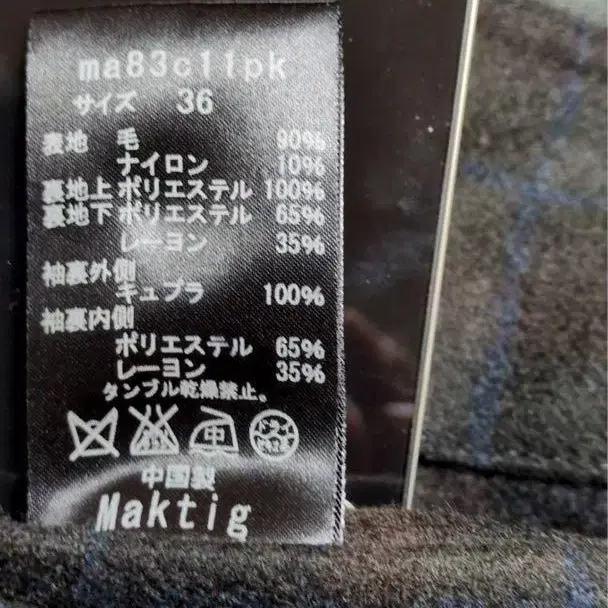 ma83c11pk
サイズ 36
表地 毛 90%
ナイロン 10%
裏地上 ポリエステル 100%
裏地下 ポリエステル 65%
レーヨン 35%
袖裏外側
キュプラ 100%
袖裏内側
ポリエステル 65%
レーヨン 35%
タンブル乾燥禁止。
中
ドライ
中国製
Maktig